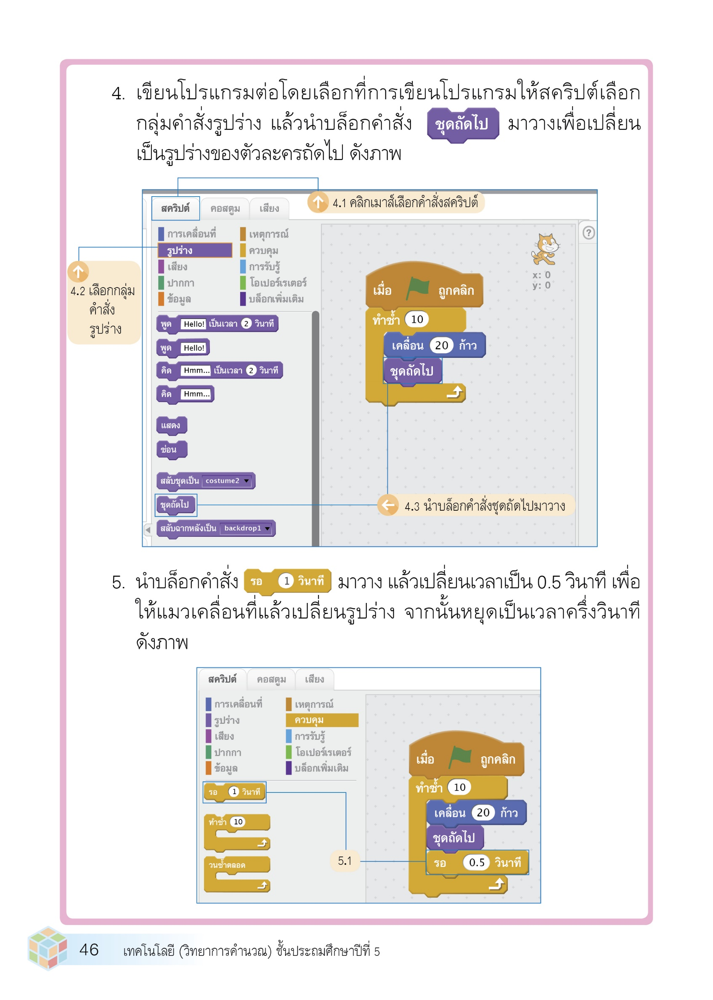 4. เขียนโปรแกรมต่อโดยเลือกที่การเขียนโปรแกรมให้สคริปต์เลือก
กลุ่มคำสั่งรูปร่าง แล้วนำบล็อกคำสั่ง ชุดถัดไป มาวางเพื่อเปลี่ยน
เป็นรูปร่างของตัวละครถัดไป ดังภาพ
สคริปต์ คอสตูม เสียง
4.1 คลิกเมาส์เลือกคำสั่งสคริปต์
การเคลื่อนที่ เหตุการณ์
รูปร่าง ควบคุม
เสียง การรับรู้
ปากกา โอเปอร์เรเตอร์
ข้อมูล บล็อกเพิ่มเติม
4.2 เลือกกลุ่ม
คำสั่ง
รูปร่าง
พูด Hello! เป็นเวลา 2 วินาที
พูด Hello!
คิด Hmm... เป็นเวลา 2 วินาที
คิด Hmm...
แสดง
ซ่อน
สลับชุดเป็น costume2
ชุดถัดไป
สลับฉากหลังเป็น backdrop1
?
x: 0
y: 0
เมื่อ ถูกคลิก
ทำซ้ำ 10
เคลื่อน 20 ก้าว
ชุดถัดไป
4.3 นำบล็อกคำสั่งชุดถัดไปมาวาง
5. นำบล็อกคำสั่ง รอ 1 วินาที มาวาง แล้วเปลี่ยนเวลาเป็น 0.5 วินาที เพื่อ
ให้แมวเคลื่อนที่แล้วเปลี่ยนรูปร่าง จากนั้นหยุดเป็นเวลาครึ่งวินาที
ดังภาพ
สคริปต์ คอสตูม เสียง
การเคลื่อนที่ เหตุการณ์
รูปร่าง ควบคุม
เสียง การรับรู้
ปากกา โอเปอร์เรเตอร์
ข้อมูล บล็อกเพิ่มเติม
รอ 1 วินาที
ทำซ้ำ 10
วนซ้ำตลอด
5.1
เมื่อ ถูกคลิก
ทำซ้ำ 10
เคลื่อน 20 ก้าว
ชุดถัดไป
รอ 0.5 วินาที
46 เทคโนโลยี (วิทยาการคำนวณ) ชั้นประถมศึกษาปีที่ 5